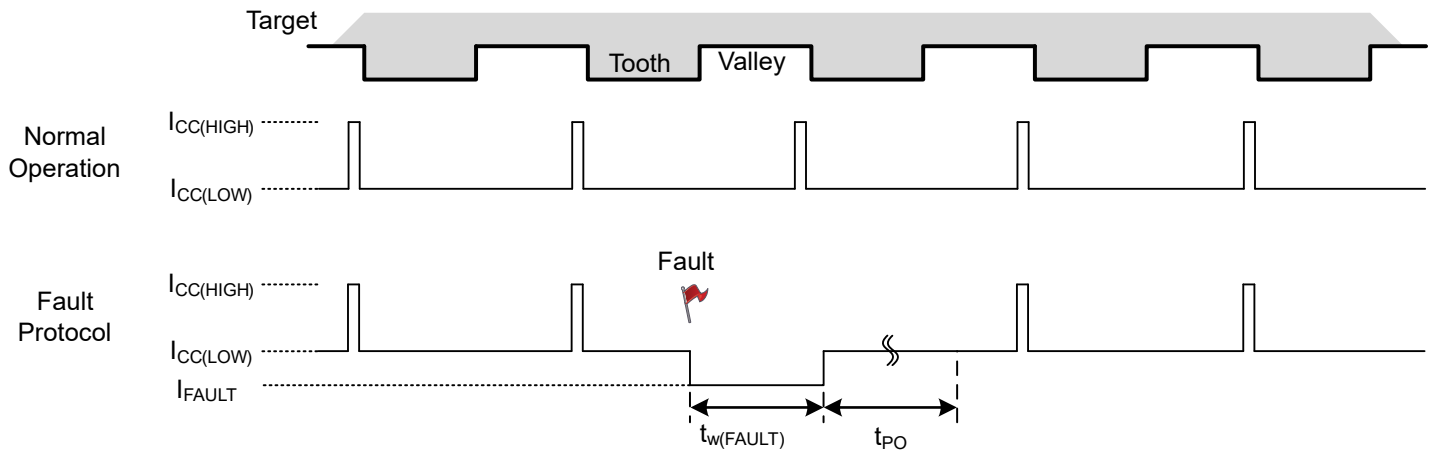 Target
Tooth
Valley
Normal
Operation
ICC(HIGH)
ICC(LOW)
Fault
Protocol
Fault
ICC(HIGH)
ICC(LOW)
IFAULT
tw(FAULT)
tPO